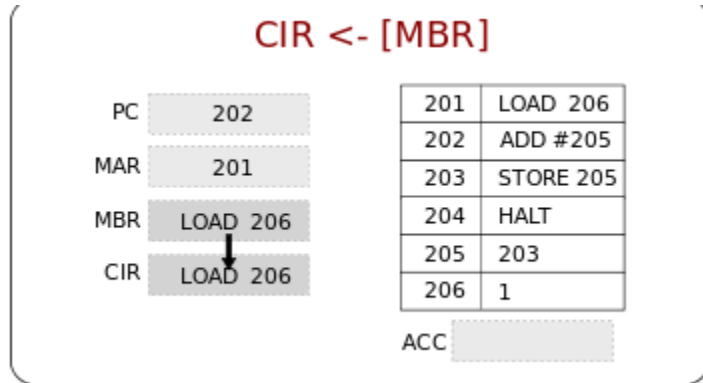 CIR <- [MBR]
PC 202
MAR 201
MBR LOAD 206
CIR LOAD 206
201 LOAD 206
202 ADD #205
203 STORE 205
204 HALT
205 203
206 1
ACC